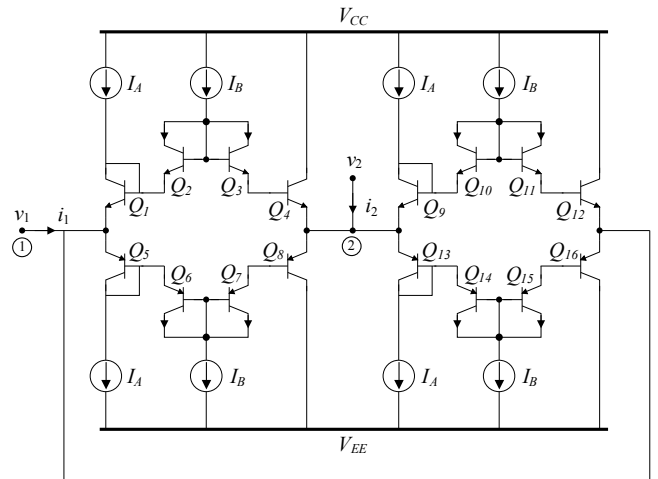 V_CC
I_A I_B I_A I_B
v_2
Q_2 Q_3 Q_10 Q_11
v_1 i_1 Q_1 Q_4 i_2 Q_9 Q_12
1 2
Q_5 Q_8 Q_13 Q_16
Q_6 Q_7 Q_14 Q_15
I_A I_B I_A I_B
V_EE